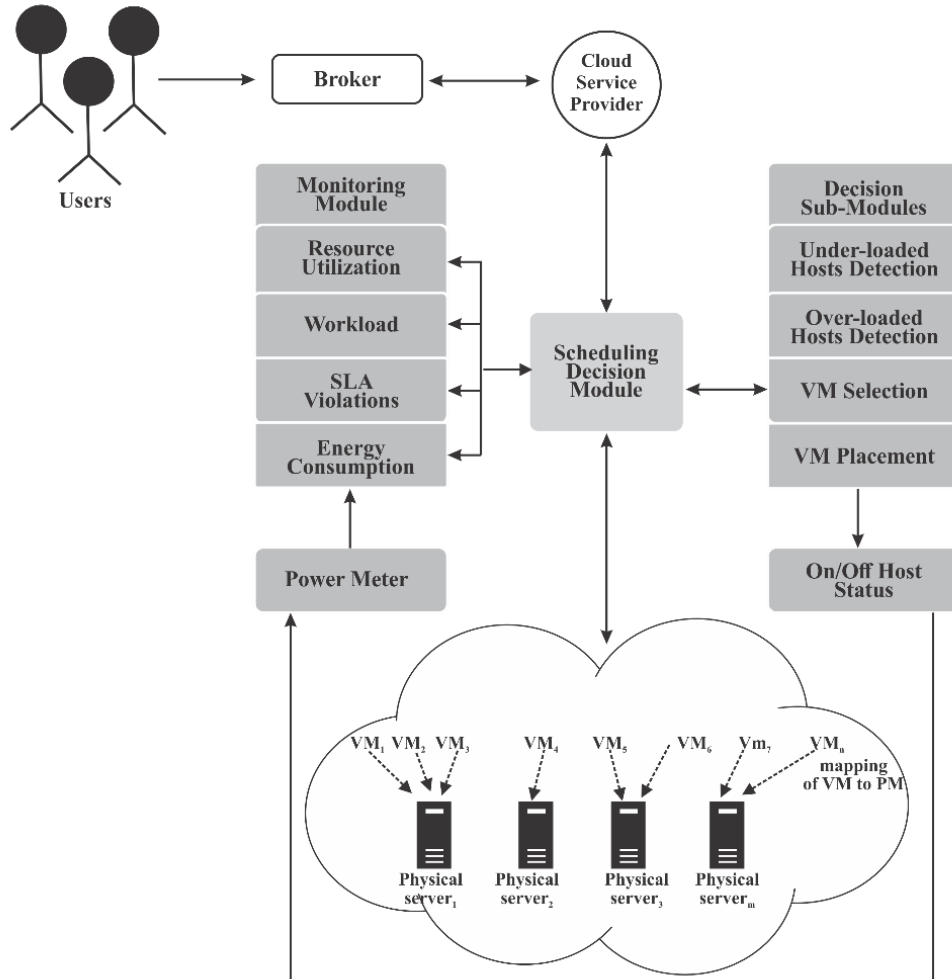 Users
Broker
Cloud
Service
Provider
Monitoring
Module
Resource
Utilization
Workload
SLA
Violations
Energy
Consumption
Power Meter
Scheduling
Decision
Module
Decision
Sub-Modules
Under-loaded
Hosts Detection
Over-loaded
Hosts Detection
VM Selection
VM Placement
On/Off Host
Status
VM₁ VM₂ VM₃ VM₄ VM₅ VM₆ Vm₇ VMₙ
mapping
of VM to PM
Physical
server₁
Physical
server₂
Physical
server₃
Physical
serverₘ